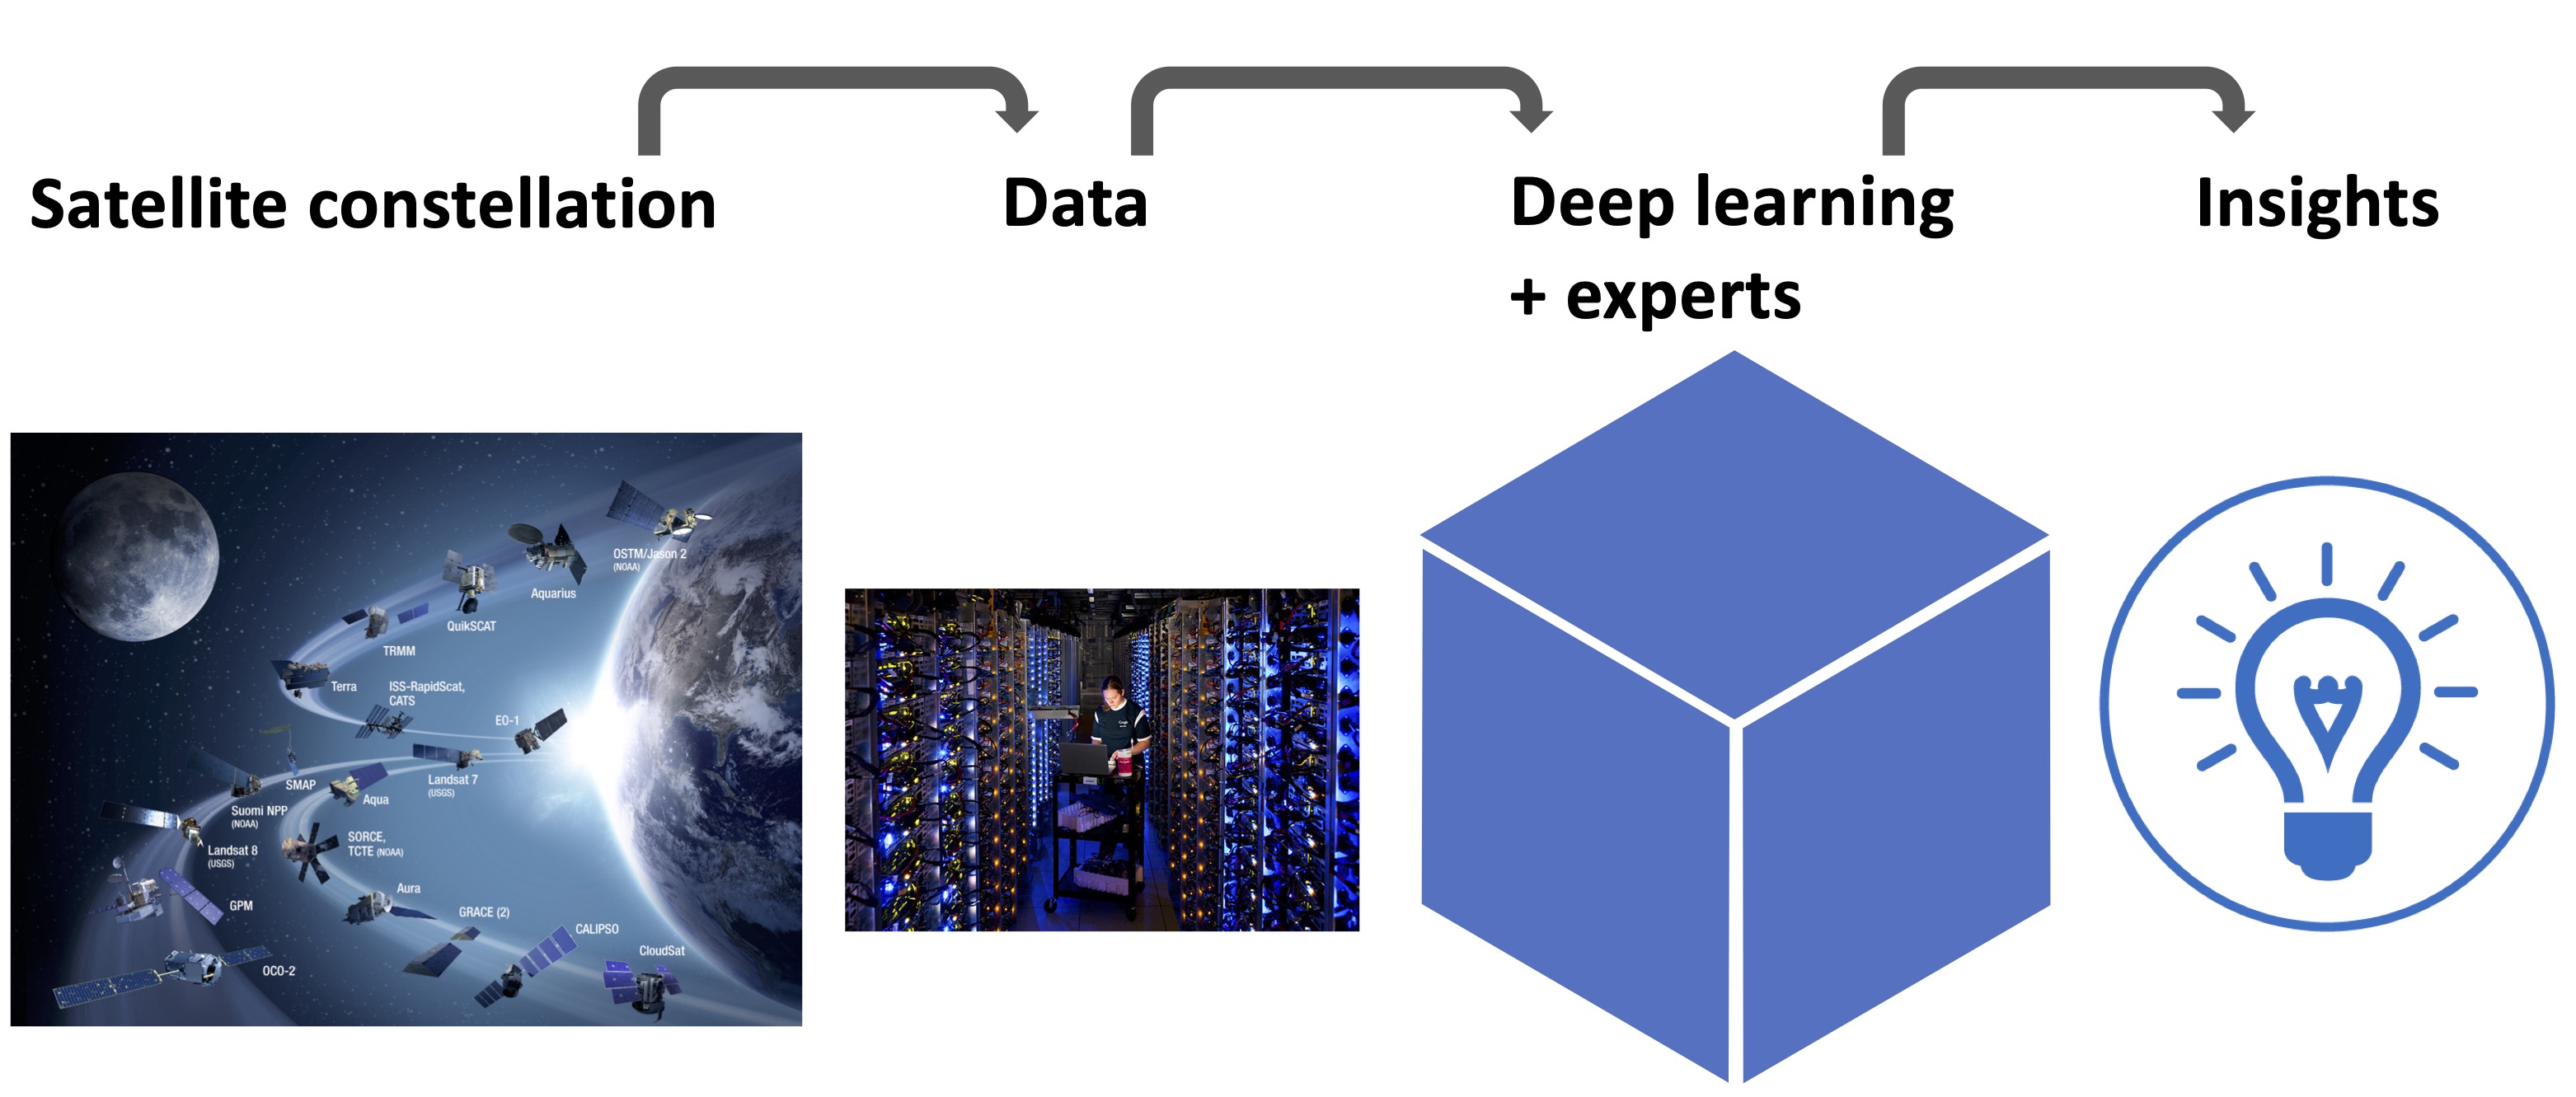 Satellite constellation
Data
Deep learning
+ experts
Insights
OSTM/Jason 2
(NOAA)
Aquarius
QuikSCAT
TRMM
Terra
ISS-RapidScat,
CATS
EO-1
SMAP
Landsat 7
(USGS)
Aqua
Suomi NPP
(NOAA)
SORCE,
TCTE (NOAA)
Landsat 8
(USGS)
Aura
GPM
GRACE (2)
CALIPSO
CloudSat
OCO-2